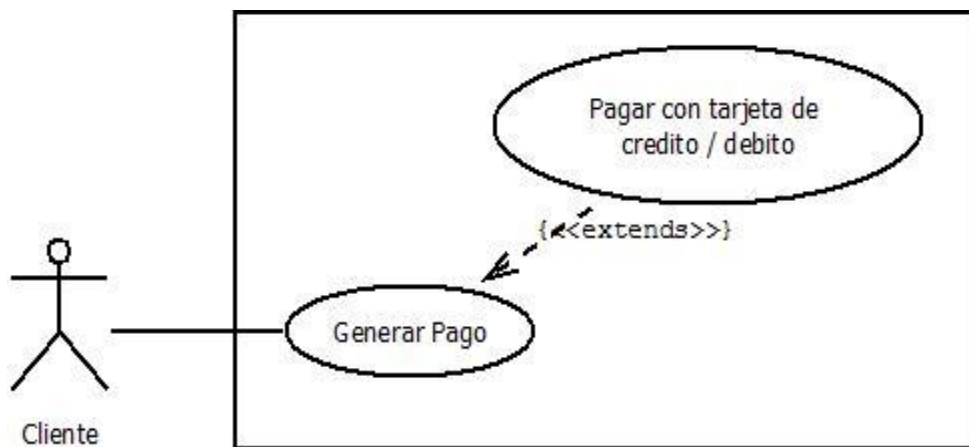 Pagar con tarjeta de
credito / debito
{<<extends>>}
Generar Pago
Cliente